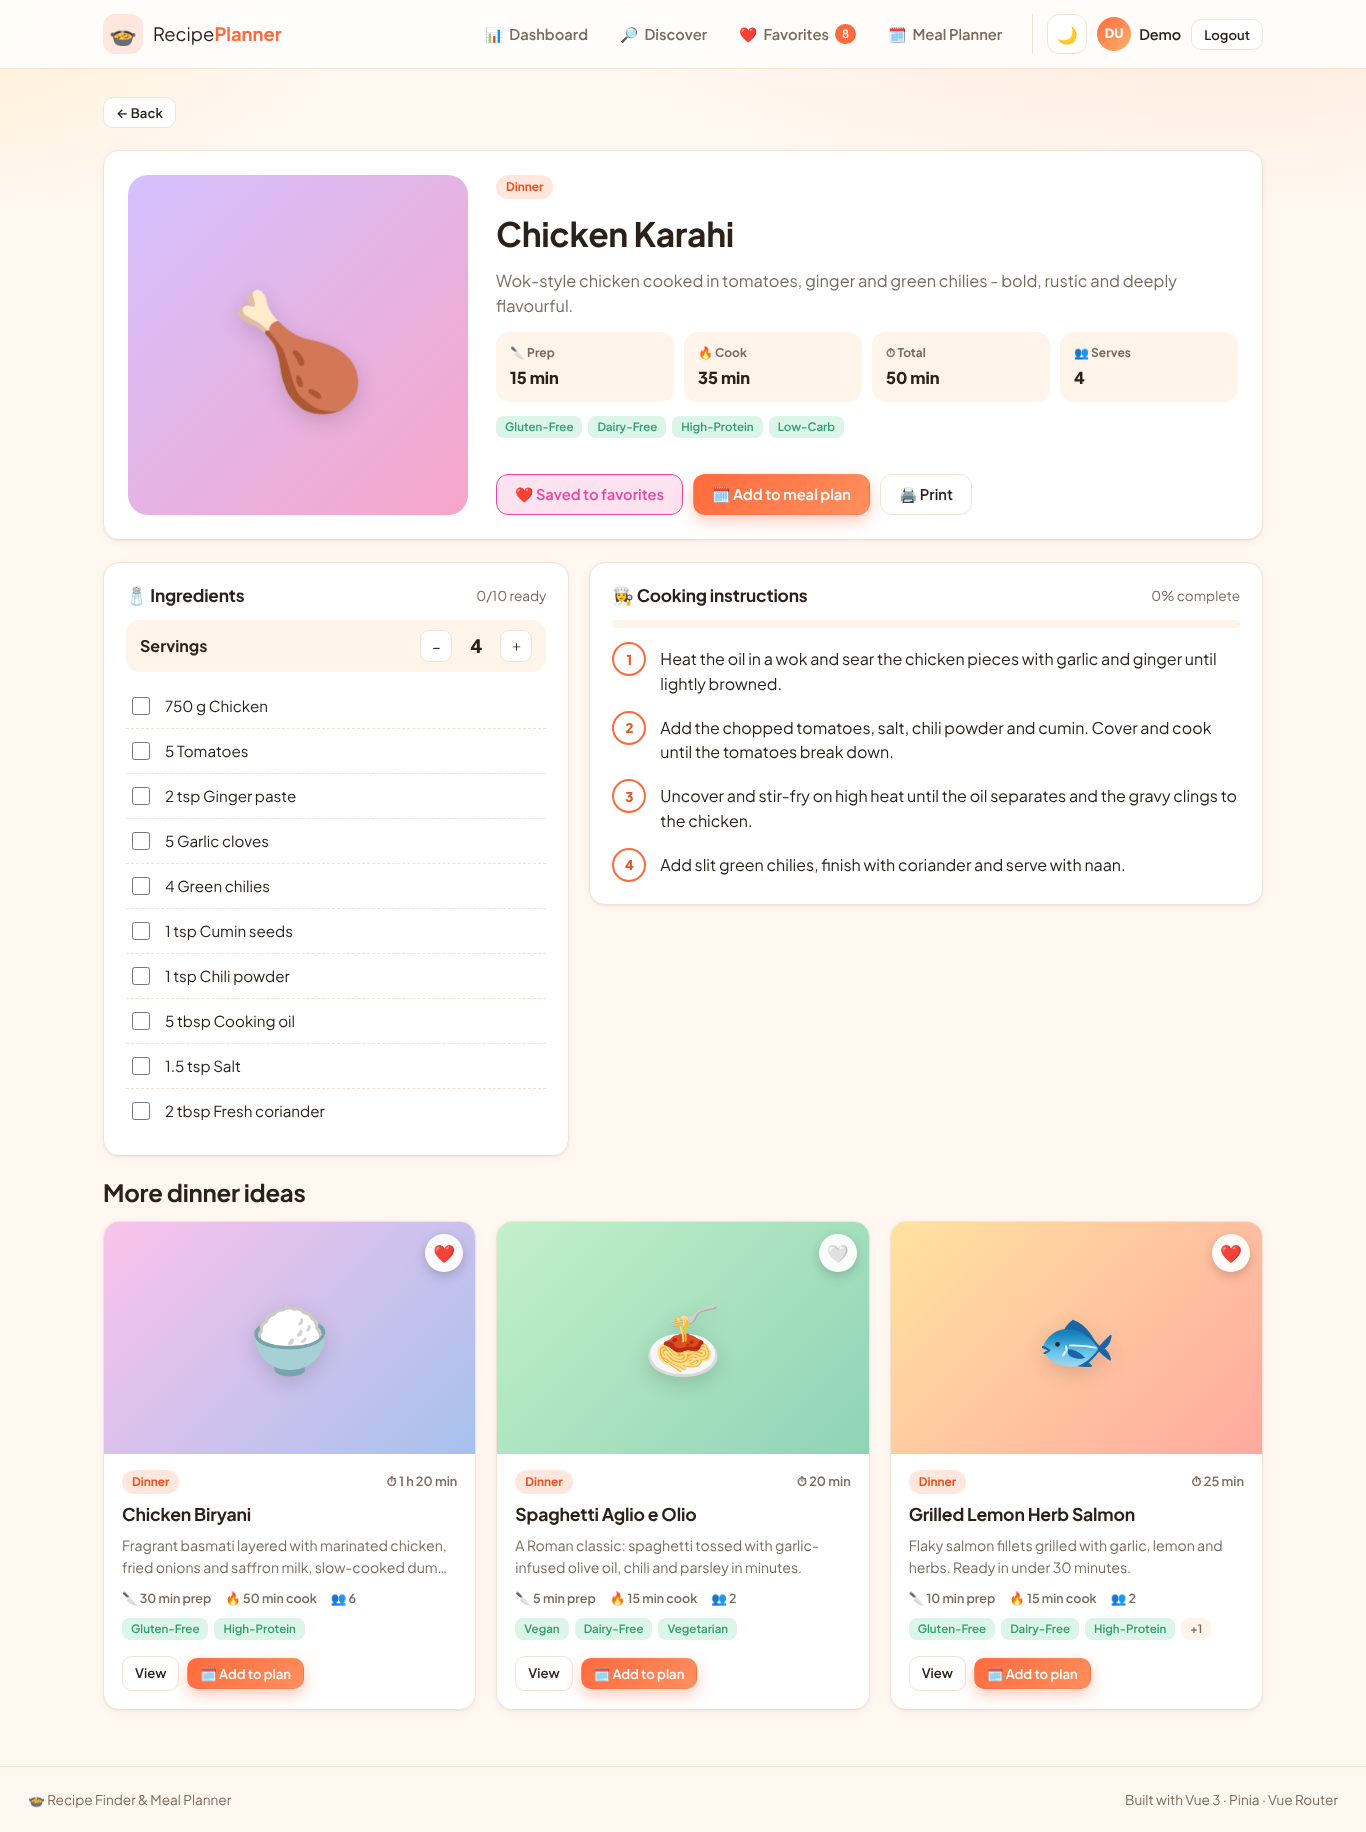 RecipePlanner
Dashboard
Discover
Favorites 8
Meal Planner
DU
Demo
Logout
← Back
Dinner
Chicken Karahi
Wok-style chicken cooked in tomatoes, ginger and green chilies - bold, rustic and deeply
flavourful.
Prep
15 min
Cook
35 min
Total
50 min
Serves
4
Gluten-Free
Dairy-Free
High-Protein
Low-Carb
Saved to favorites
Add to meal plan
Print
Ingredients
0/10 ready
Servings
− 4 +
750 g Chicken
5 Tomatoes
2 tsp Ginger paste
5 Garlic cloves
4 Green chilies
1 tsp Cumin seeds
1 tsp Chili powder
5 tbsp Cooking oil
1.5 tsp Salt
2 tbsp Fresh coriander
Cooking instructions
0% complete
1 Heat the oil in a wok and sear the chicken pieces with garlic and ginger until
lightly browned.
2 Add the chopped tomatoes, salt, chili powder and cumin. Cover and cook
until the tomatoes break down.
3 Uncover and stir-fry on high heat until the oil separates and the gravy clings to
the chicken.
4 Add slit green chilies, finish with coriander and serve with naan.
More dinner ideas
Dinner
1 h 20 min
Chicken Biryani
Fragrant basmati layered with marinated chicken,
fried onions and saffron milk, slow-cooked dum…
30 min prep
50 min cook
6
Gluten-Free
High-Protein
View
Add to plan
Dinner
20 min
Spaghetti Aglio e Olio
A Roman classic: spaghetti tossed with garlic-
infused olive oil, chili and parsley in minutes.
5 min prep
15 min cook
2
Vegan
Dairy-Free
Vegetarian
View
Add to plan
Dinner
25 min
Grilled Lemon Herb Salmon
Flaky salmon fillets grilled with garlic, lemon and
herbs. Ready in under 30 minutes.
10 min prep
15 min cook
2
Gluten-Free
Dairy-Free
High-Protein
+1
View
Add to plan
Recipe Finder & Meal Planner
Built with Vue 3 · Pinia · Vue Router